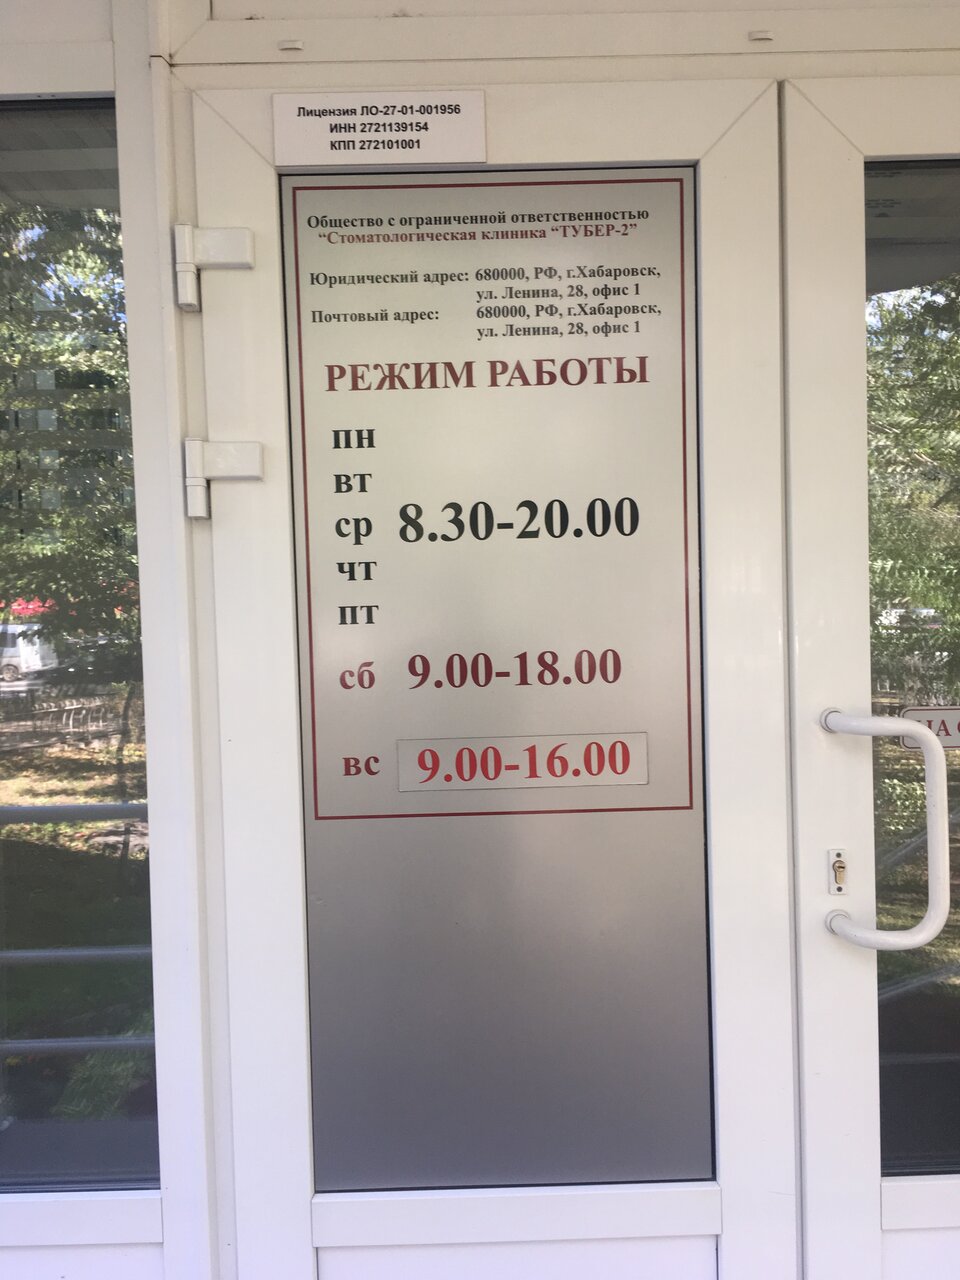 Лицензия ЛО-27-01-001956
ИНН 2721139154
КПП 272101001
Общество с ограниченной ответственностью
“Стоматологическая клиника “ТУБЕР-2”
Юридический адрес: 680000, РФ, г.Хабаровск,
ул. Ленина, 28, офис 1
Почтовый адрес: 680000, РФ, г.Хабаровск,
ул. Ленина, 28, офис 1
РЕЖИМ РАБОТЫ
пн
вт
ср 8.30-20.00
чт
пт
сб 9.00-18.00
вс 9.00-16.00
НА